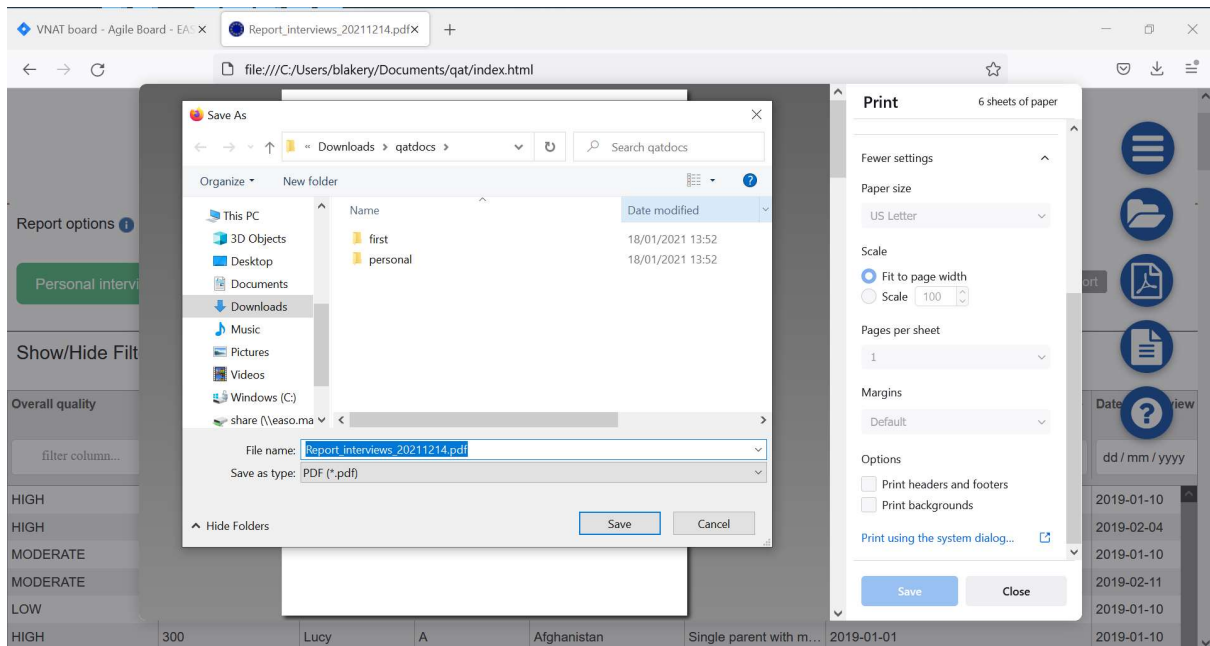 VNAT board - Agile Board - EAS
Report_interviews_20211214.pdf
file:///C:/Users/blakery/Documents/qat/index.html
Save As
« Downloads > qatdocs >
Search qatdocs
Organize
New folder
This PC
3D Objects
Desktop
Documents
Downloads
Music
Pictures
Videos
Windows (C:)
share (\\easo.ma
Name
Date modified
first
18/01/2021 13:52
personal
18/01/2021 13:52
File name: Report_interviews_20211214.pdf
Save as type: PDF (*.pdf)
Hide Folders
Save
Cancel
Print
6 sheets of paper
Fewer settings
Paper size
US Letter
Scale
Fit to page width
Scale 100
Pages per sheet
1
Margins
Default
Options
Print headers and footers
Print backgrounds
Print using the system dialog...
Save
Close
Report options
Personal intervi
ort
Show/Hide Filt
Overall quality
Date
view
filter column...
dd / mm / yyyy
HIGH
2019-01-10
HIGH
2019-02-04
MODERATE
2019-01-10
MODERATE
2019-02-11
LOW
2019-01-10
HIGH 300 Lucy A Afghanistan Single parent with m... 2019-01-01 2019-01-10